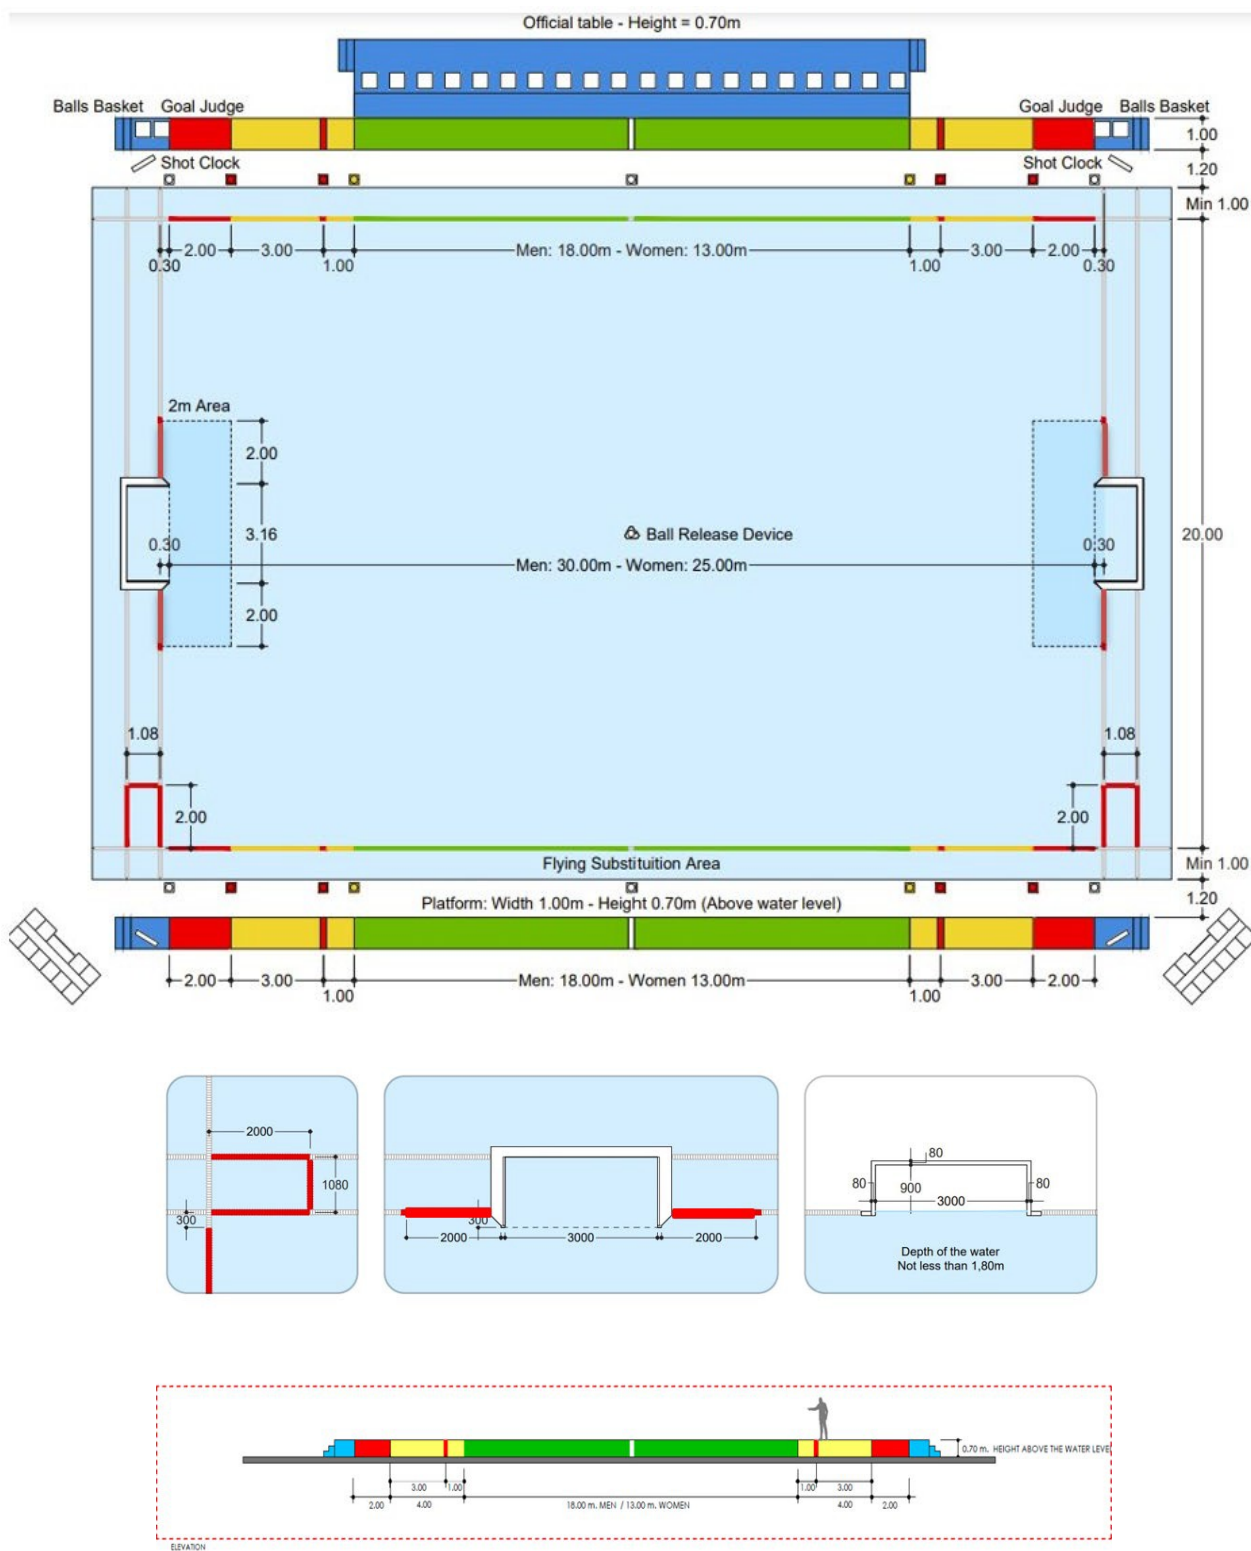 Official table - Height = 0.70m
Balls Basket Goal Judge Goal Judge Balls Basket
1.00
Shot Clock Shot Clock
1.20
Min 1.00
2.00 3.00 Men: 18.00m - Women: 13.00m 3.00 2.00
0.30 1.00 1.00 0.30
2m Area
2.00
3.16 Ball Release Device 20.00
0.30 0.30
Men: 30.00m - Women: 25.00m
2.00
1.08 1.08
2.00 2.00
Flying Substituition Area Min 1.00
1.20
Platform: Width 1.00m - Height 0.70m (Above water level)
2.00 3.00 Men: 18.00m - Women 13.00m 3.00 2.00
1.00 1.00
2000
1080
300
300
2000 3000 2000
80
80 900 80
3000
Depth of the water
Not less than 1,80m
0.70 m. HEIGHT ABOVE THE WATER LEVE
3.00 1.00 1.00 3.00
2.00 4.00 18.00 m. MEN / 13.00 m. WOMEN 4.00 2.00
ELEVATION